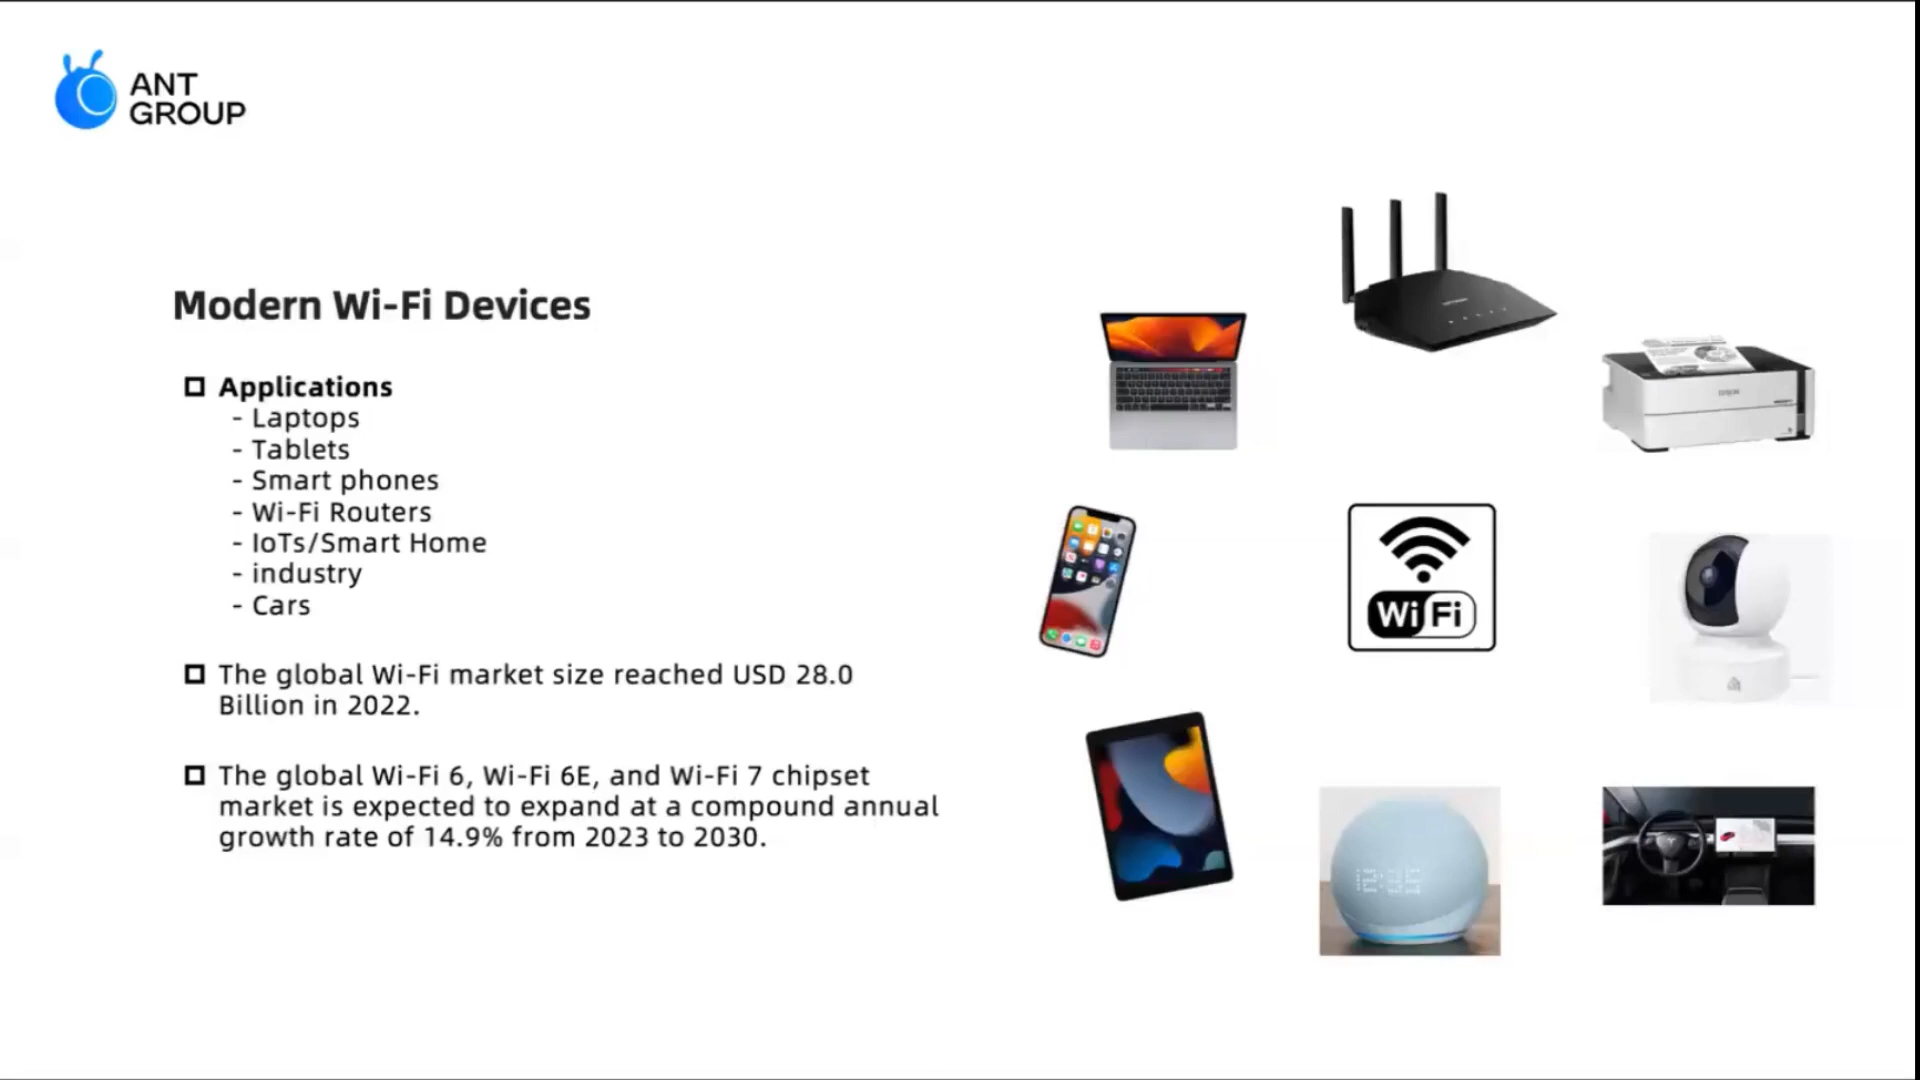 ANT
GROUP
Modern Wi-Fi Devices
Applications
- Laptops
- Tablets
- Smart phones
- Wi-Fi Routers
- IoTs/Smart Home
- industry
- Cars
The global Wi-Fi market size reached USD 28.0
Billion in 2022.
The global Wi-Fi 6, Wi-Fi 6E, and Wi-Fi 7 chipset
market is expected to expand at a compound annual
growth rate of 14.9% from 2023 to 2030.
EPSON
Wi Fi